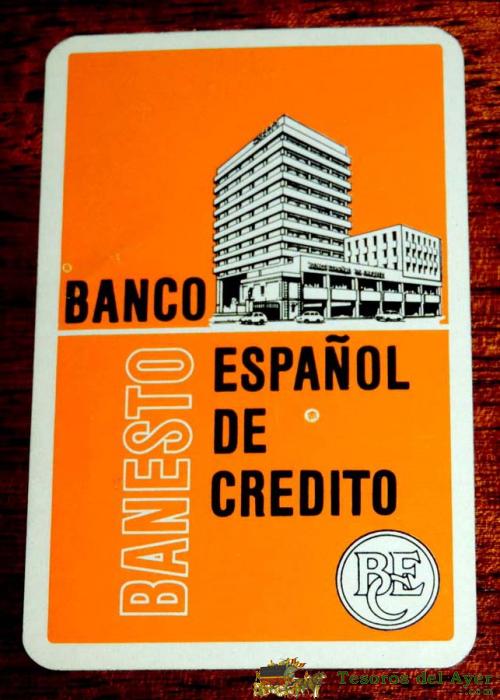 BANCO
ESPAÑOL
DE
CREDITO
BANESTO
BEC
Tesoros del Ayer